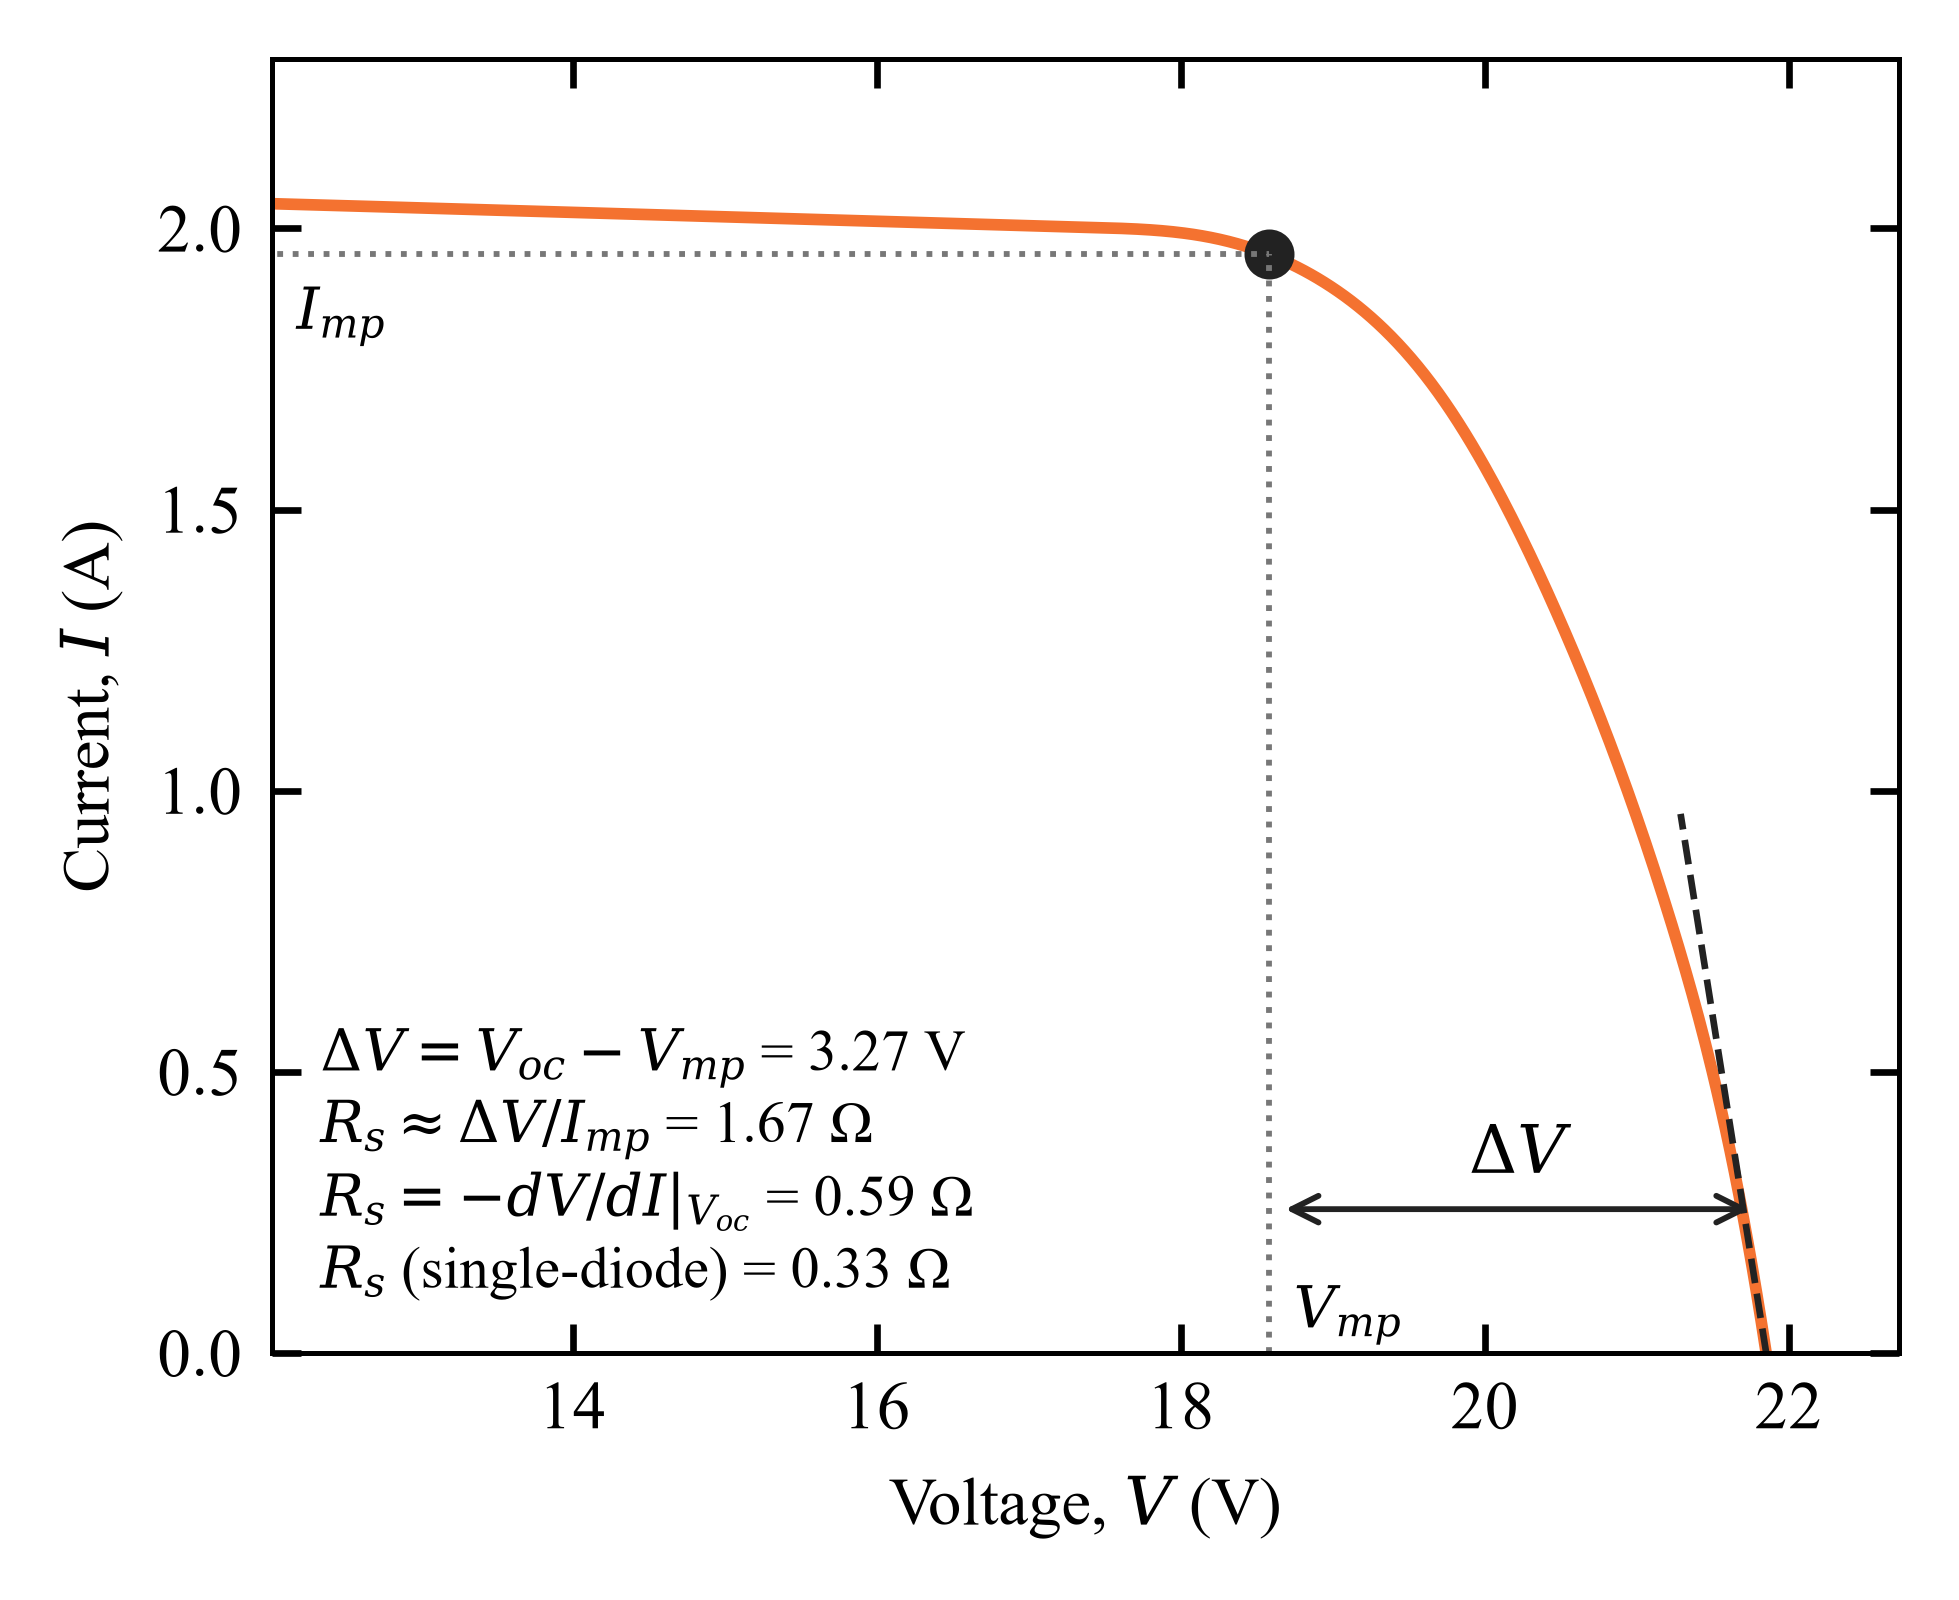 2.0
1.5
1.0
0.5
0.0
Current, I (A)
I_mp
ΔV = V_oc − V_mp = 3.27 V
R_s ≈ ΔV/I_mp = 1.67 Ω
R_s = −dV/dI|_V_oc = 0.59 Ω
R_s (single-diode) = 0.33 Ω
ΔV
V_mp
14 16 18 20 22
Voltage, V (V)